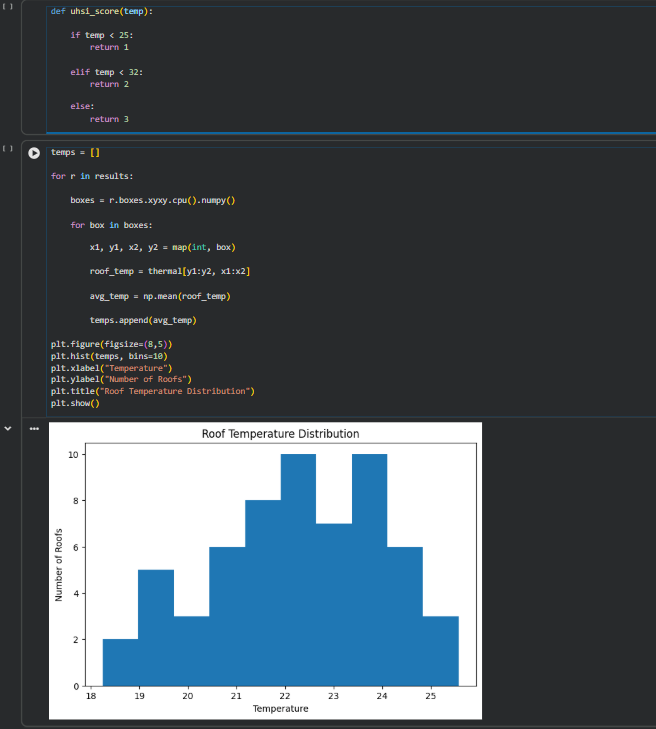 [ ]
def uhsi_score(temp):
if temp < 25:
return 1
elif temp < 32:
return 2
else:
return 3
[ ]
temps = []
for r in results:
boxes = r.boxes.xyxy.cpu().numpy()
for box in boxes:
x1, y1, x2, y2 = map(int, box)
roof_temp = thermal[y1:y2, x1:x2]
avg_temp = np.mean(roof_temp)
temps.append(avg_temp)
plt.figure(figsize=(8,5))
plt.hist(temps, bins=10)
plt.xlabel("Temperature")
plt.ylabel("Number of Roofs")
plt.title("Roof Temperature Distribution")
plt.show()
Roof Temperature Distribution
Number of Roofs
10
8
6
4
2
0
18 19 20 21 22 23 24 25
Temperature